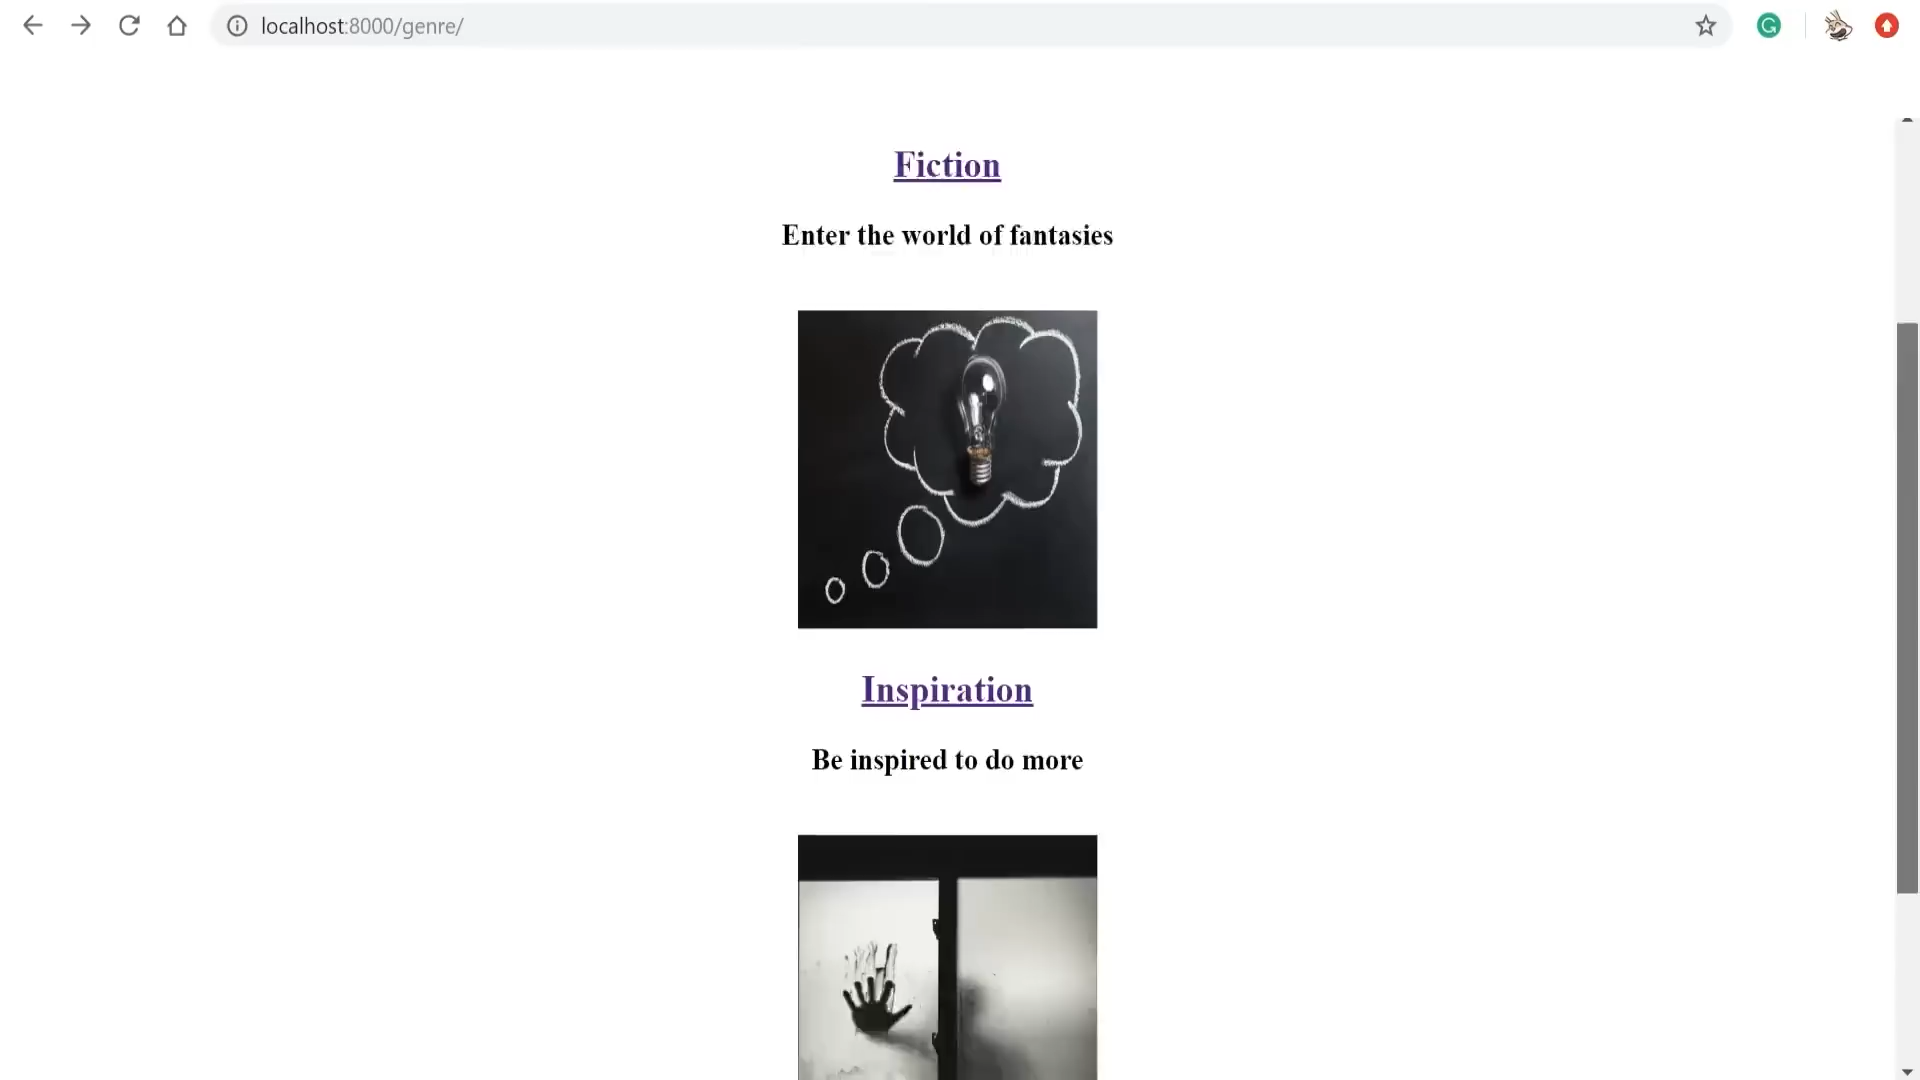 localhost:8000/genre/
Fiction
Enter the world of fantasies
Inspiration
Be inspired to do more